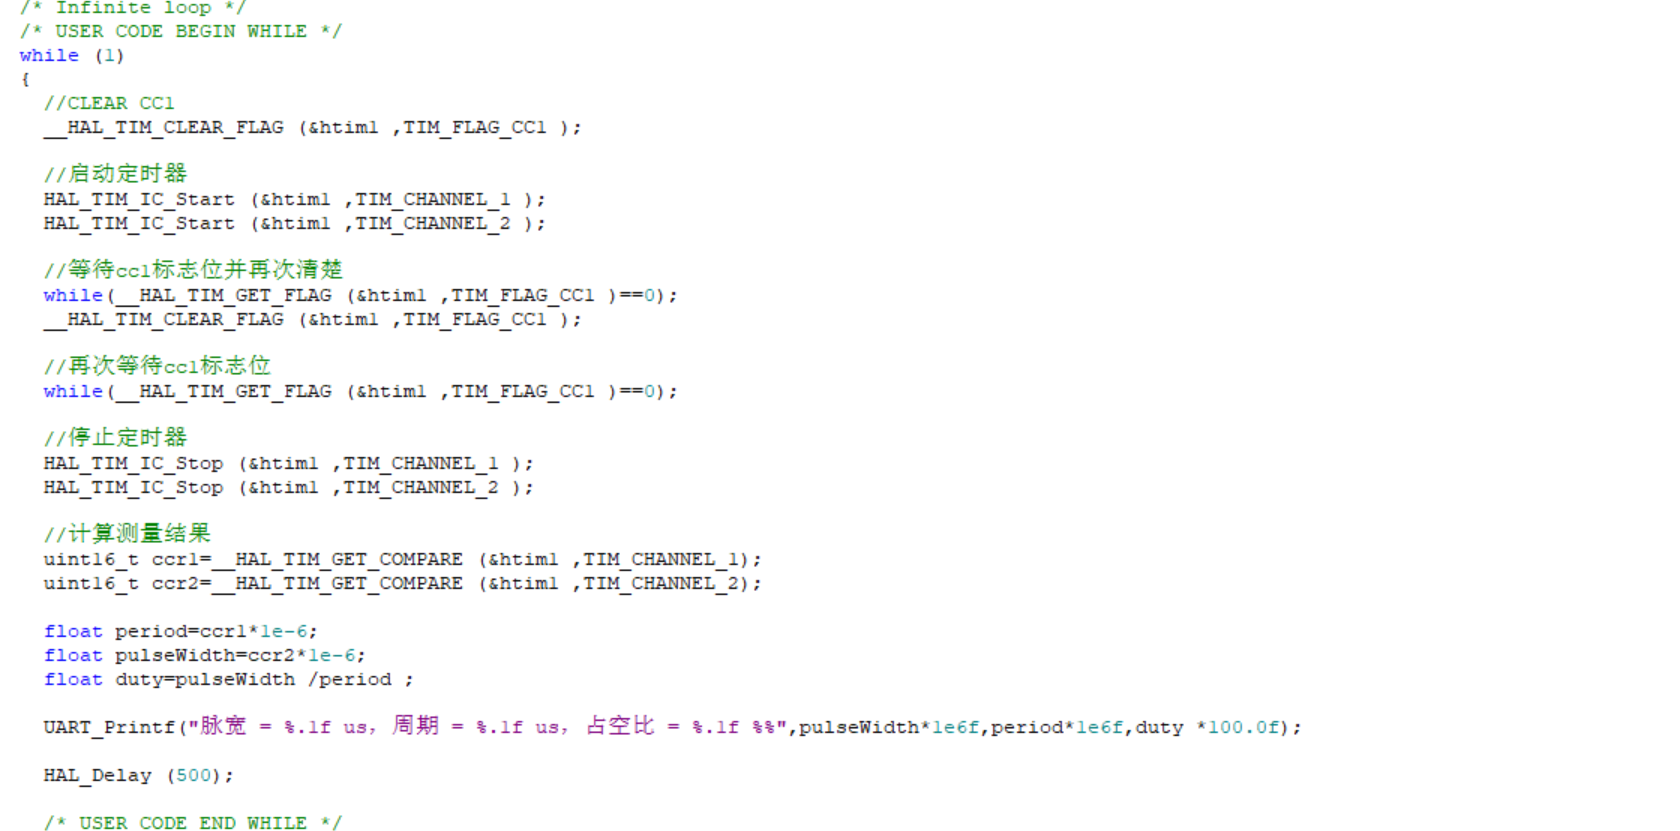 /* Infinite loop */
/* USER CODE BEGIN WHILE */
while (1)
{
//CLEAR CC1
__HAL_TIM_CLEAR_FLAG (&htim1 ,TIM_FLAG_CC1 );
//启动定时器
HAL_TIM_IC_Start (&htim1 ,TIM_CHANNEL_1 );
HAL_TIM_IC_Start (&htim1 ,TIM_CHANNEL_2 );
//等待cc1标志位并再次清楚
while(__HAL_TIM_GET_FLAG (&htim1 ,TIM_FLAG_CC1 )==0);
__HAL_TIM_CLEAR_FLAG (&htim1 ,TIM_FLAG_CC1 );
//再次等待cc1标志位
while(__HAL_TIM_GET_FLAG (&htim1 ,TIM_FLAG_CC1 )==0);
//停止定时器
HAL_TIM_IC_Stop (&htim1 ,TIM_CHANNEL_1 );
HAL_TIM_IC_Stop (&htim1 ,TIM_CHANNEL_2 );
//计算测量结果
uint16_t ccr1=__HAL_TIM_GET_COMPARE (&htim1 ,TIM_CHANNEL_1);
uint16_t ccr2=__HAL_TIM_GET_COMPARE (&htim1 ,TIM_CHANNEL_2);
float period=ccr1*1e-6;
float pulseWidth=ccr2*1e-6;
float duty=pulseWidth /period ;
UART_Printf("脉宽 = %.1f us，周期 = %.1f us，占空比 = %.1f %%",pulseWidth*1e6f,period*1e6f,duty *100.0f);
HAL_Delay (500);
/* USER CODE END WHILE */